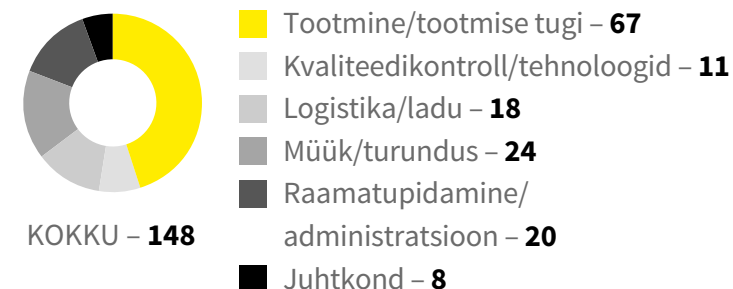 Tootmine/tootmise tugi – 67
Kvaliteedikontroll/tehnoloogid – 11
Logistika/ladu – 18
Müük/turundus – 24
Raamatupidamine/
administratsioon – 20
Juhtkond – 8
KOKKU – 148